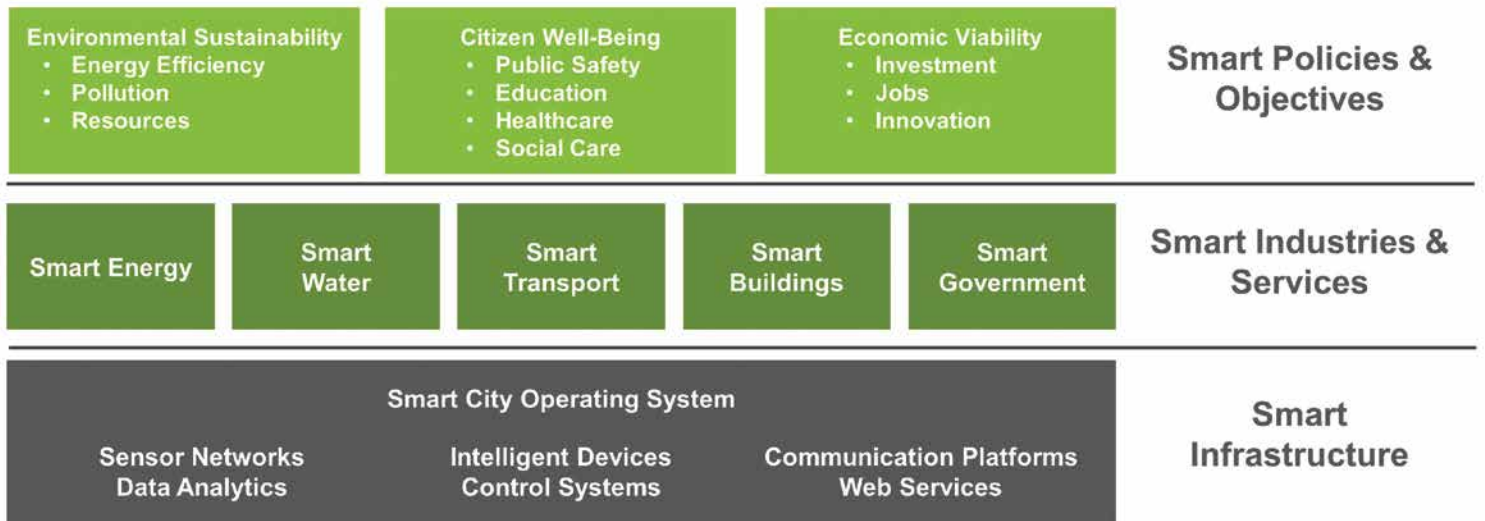 Environmental Sustainability
• Energy Efficiency
• Pollution
• Resources
Citizen Well-Being
• Public Safety
• Education
• Healthcare
• Social Care
Economic Viability
• Investment
• Jobs
• Innovation
Smart Policies &
Objectives
Smart Energy
Smart
Water
Smart
Transport
Smart
Buildings
Smart
Government
Smart Industries &
Services
Smart City Operating System
Sensor Networks
Data Analytics
Intelligent Devices
Control Systems
Communication Platforms
Web Services
Smart
Infrastructure